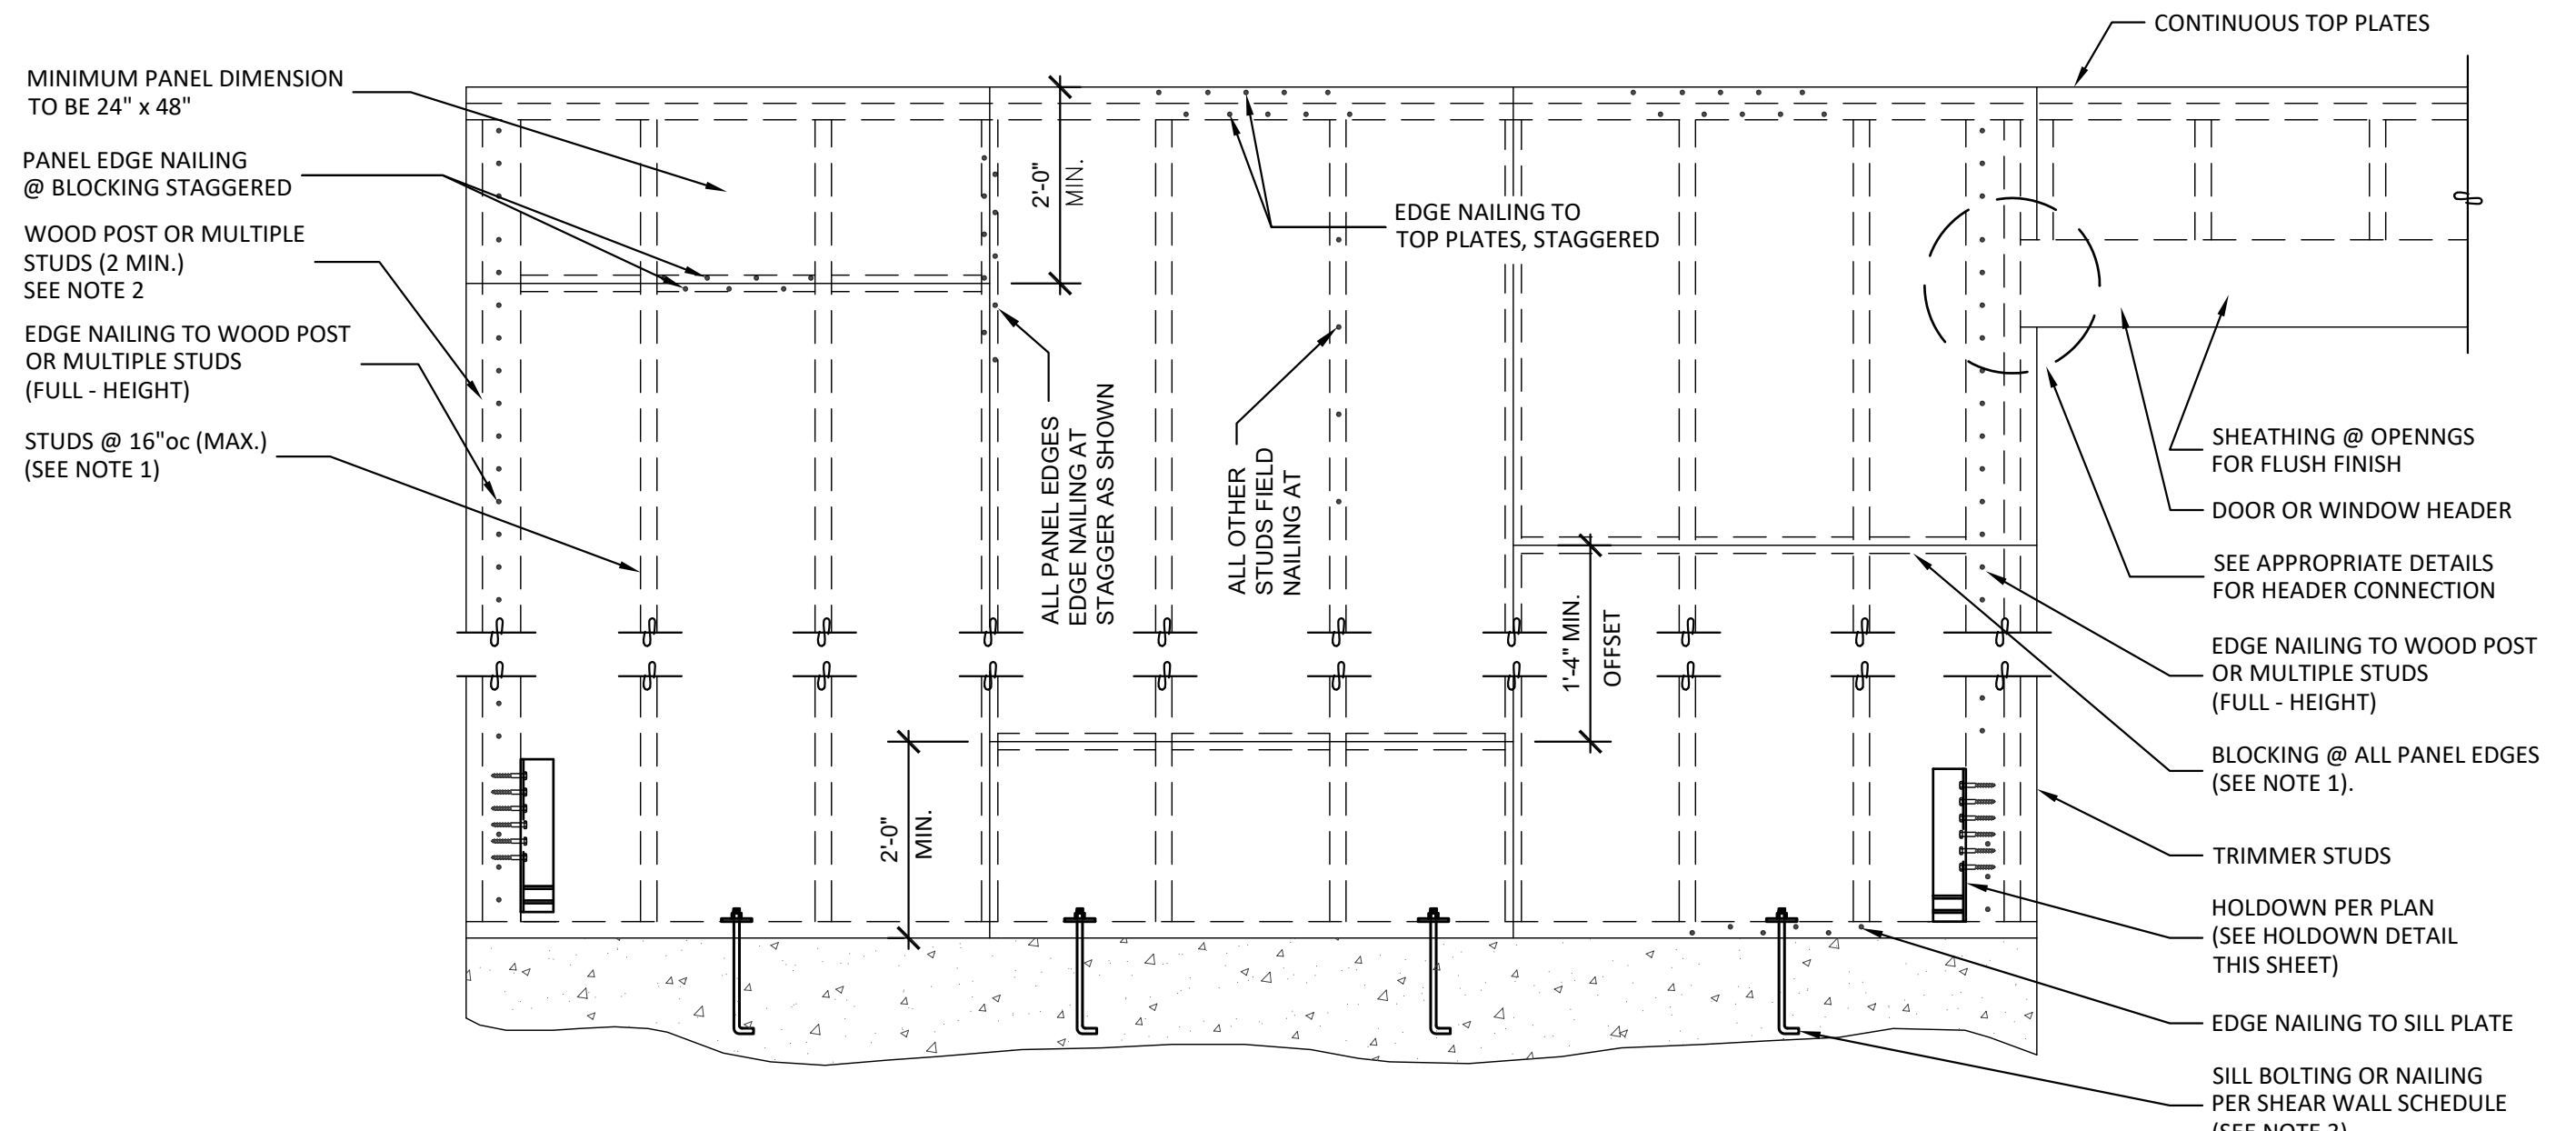 CONTINUOUS TOP PLATES
MINIMUM PANEL DIMENSION
TO BE 24" x 48"
PANEL EDGE NAILING
@ BLOCKING STAGGERED
WOOD POST OR MULTIPLE
STUDS (2 MIN.)
SEE NOTE 2
EDGE NAILING TO WOOD POST
OR MULTIPLE STUDS
(FULL - HEIGHT)
STUDS @ 16"oc (MAX.)
(SEE NOTE 1)
2'-0"
MIN.
EDGE NAILING TO
TOP PLATES, STAGGERED
ALL PANEL EDGES
EDGE NAILING AT
STAGGER AS SHOWN
ALL OTHER
STUDS FIELD
NAILING AT
1'-4" MIN.
OFFSET
2'-0"
MIN.
SHEATHING @ OPENNGS
FOR FLUSH FINISH
DOOR OR WINDOW HEADER
SEE APPROPRIATE DETAILS
FOR HEADER CONNECTION
EDGE NAILING TO WOOD POST
OR MULTIPLE STUDS
(FULL - HEIGHT)
BLOCKING @ ALL PANEL EDGES
(SEE NOTE 1).
TRIMMER STUDS
HOLDOWN PER PLAN
(SEE HOLDOWN DETAIL
THIS SHEET)
EDGE NAILING TO SILL PLATE
SILL BOLTING OR NAILING
PER SHEAR WALL SCHEDULE
(SEE NOTE